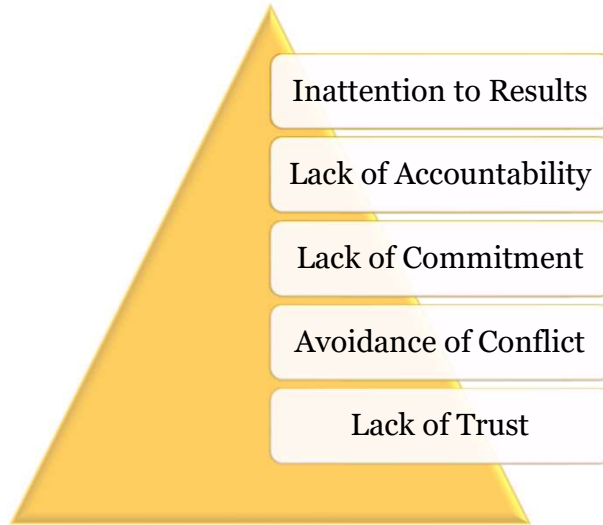 Inattention to Results
Lack of Accountability
Lack of Commitment
Avoidance of Conflict
Lack of Trust